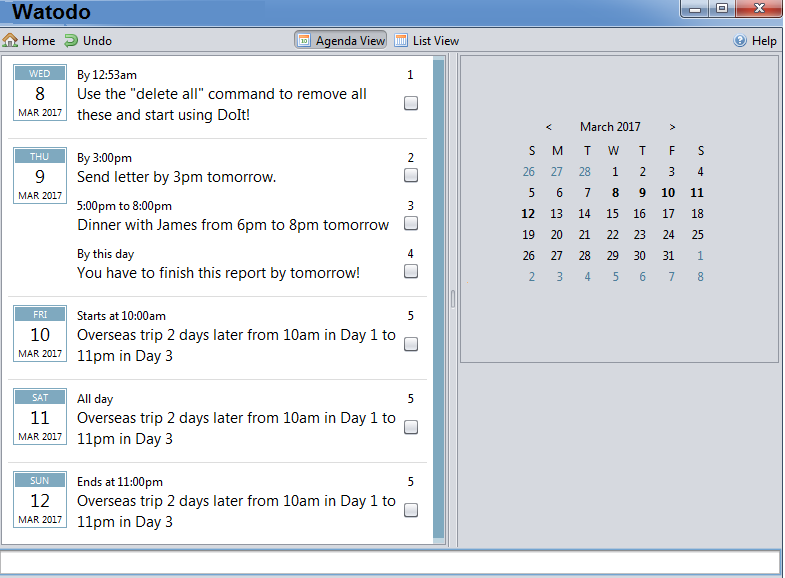 Watodo
Home Undo Agenda View List View Help
WED
8
MAR 2017
By 12:53am 1
Use the "delete all" command to remove all
these and start using DoIt!
THU
9
MAR 2017
By 3:00pm 2
Send letter by 3pm tomorrow.
5:00pm to 8:00pm 3
Dinner with James from 6pm to 8pm tomorrow
By this day 4
You have to finish this report by tomorrow!
FRI
10
MAR 2017
Starts at 10:00am 5
Overseas trip 2 days later from 10am in Day 1 to
11pm in Day 3
SAT
11
MAR 2017
All day 5
Overseas trip 2 days later from 10am in Day 1 to
11pm in Day 3
SUN
12
MAR 2017
Ends at 11:00pm 5
Overseas trip 2 days later from 10am in Day 1 to
11pm in Day 3
< March 2017 >
S M T W T F S
26 27 28 1 2 3 4
5 6 7 8 9 10 11
12 13 14 15 16 17 18
19 20 21 22 23 24 25
26 27 28 29 30 31 1
2 3 4 5 6 7 8